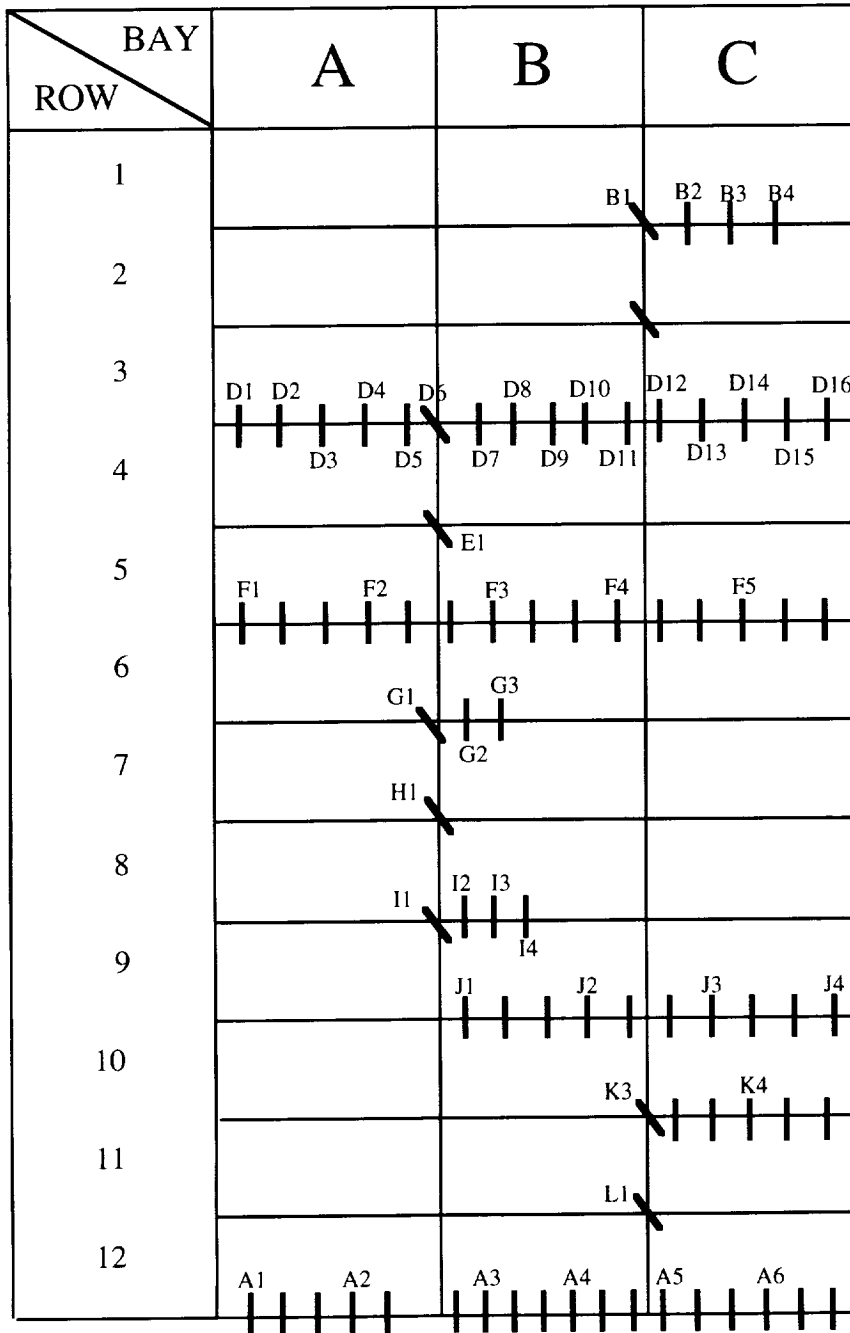 BAY
ROW
A B C
1
B1 B2 B3 B4
2
3
D1 D2 D4 D6 D8 D10 D12 D14 D16
D3 D5 D7 D9 D11 D13 D15
4
E1
5
F1 F2 F3 F4 F5
6
G1 G3
G2
7
H1
8
I1 I2 I3
I4
9
J1 J2 J3 J4
10
K3 K4
11
L1
12
A1 A2 A3 A4 A5 A6